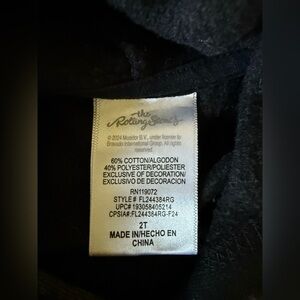 the
Rolling Stones
© 2024 Musidor B.V., under license to
Bravado International Group. All rights
reserved.
60% COTTON/ALGODON
40% POLYESTER/POLIESTER
EXCLUSIVE OF DECORATION/
EXCLUSIVO DE DECORACION
RN119072
STYLE # FL244384RG
UPC# 193058405214
CPSIA#: FL244384RG-F24
2T
MADE IN/HECHO EN
CHINA